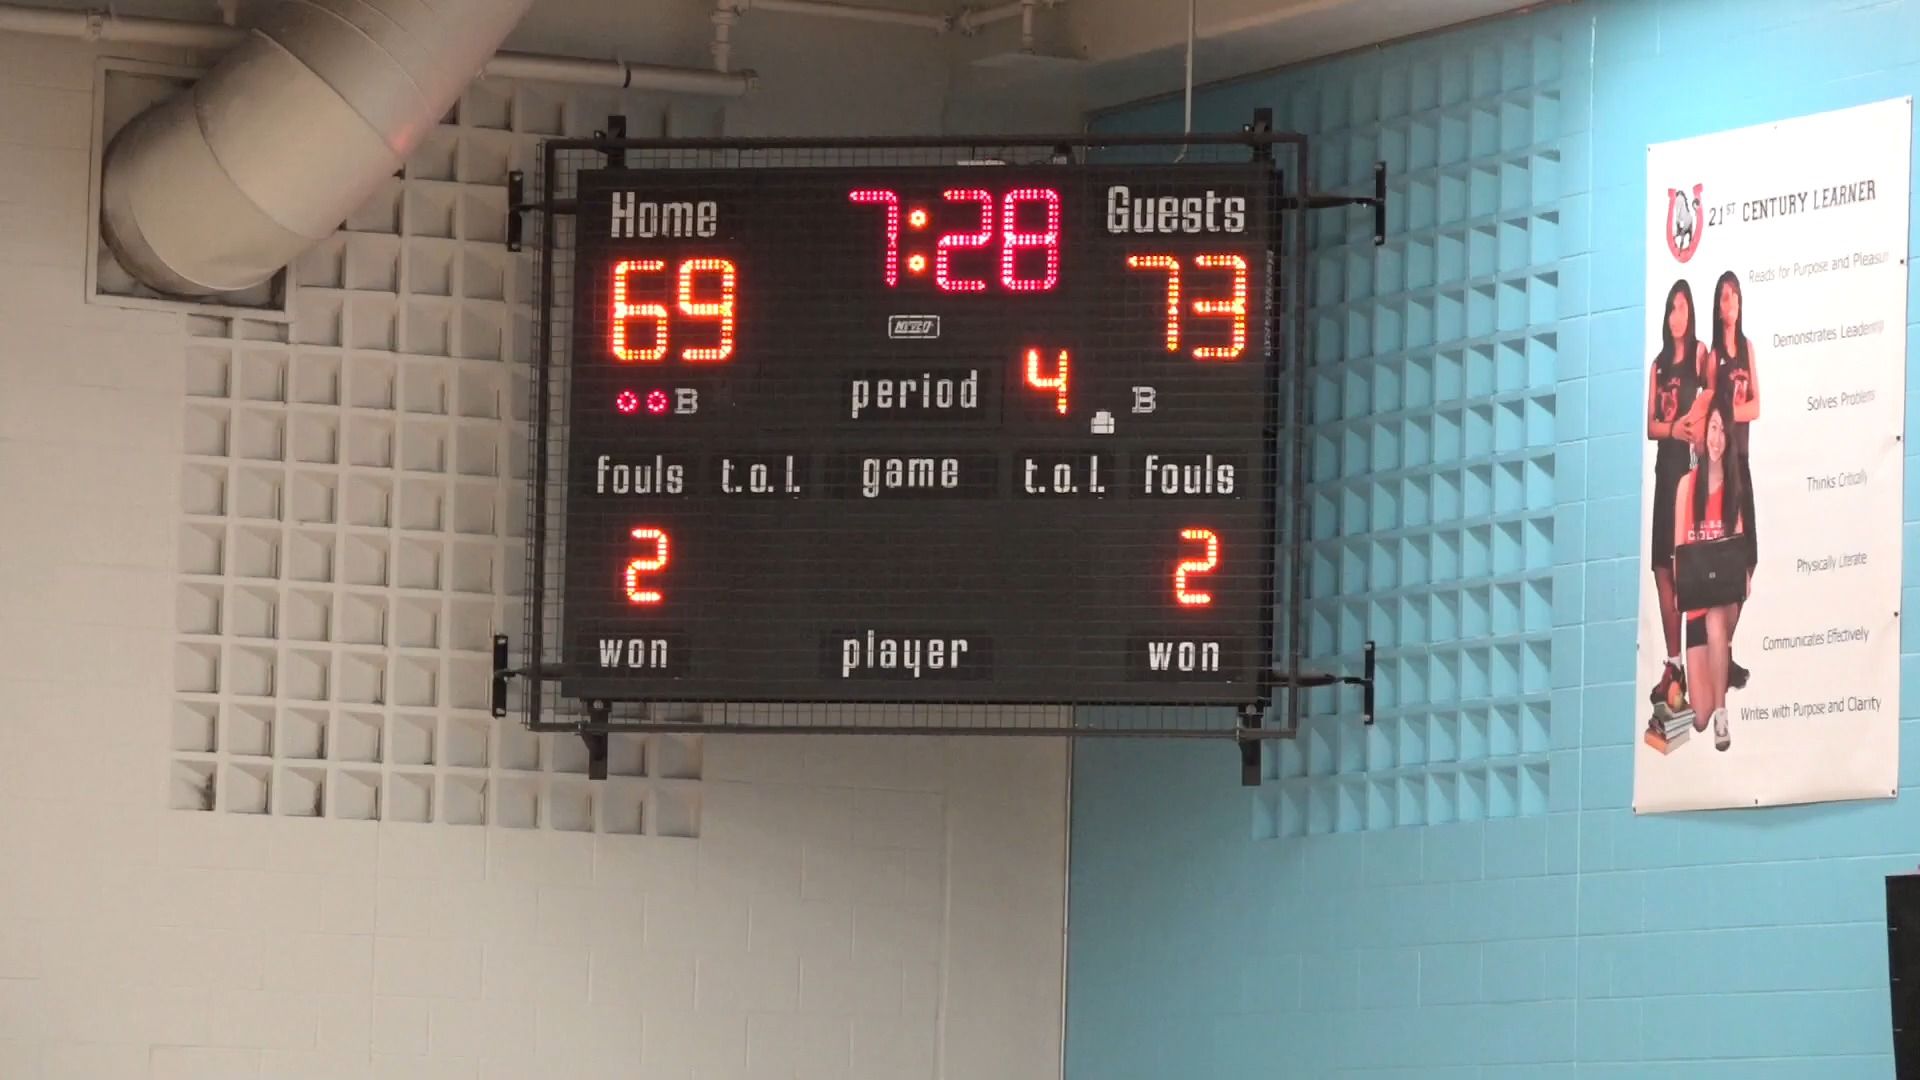 Home 7:28 Guests
69 73
NEVCO
B period 4 B
fouls t.o.l. game t.o.l. fouls
2 2
won player won
21ST CENTURY LEARNER
Reads for Purpose and Pleasure
Demonstrates Leadership
Solves Problems
Thinks Critically
Physically Literate
Communicates Effectively
Writes with Purpose and Clarity